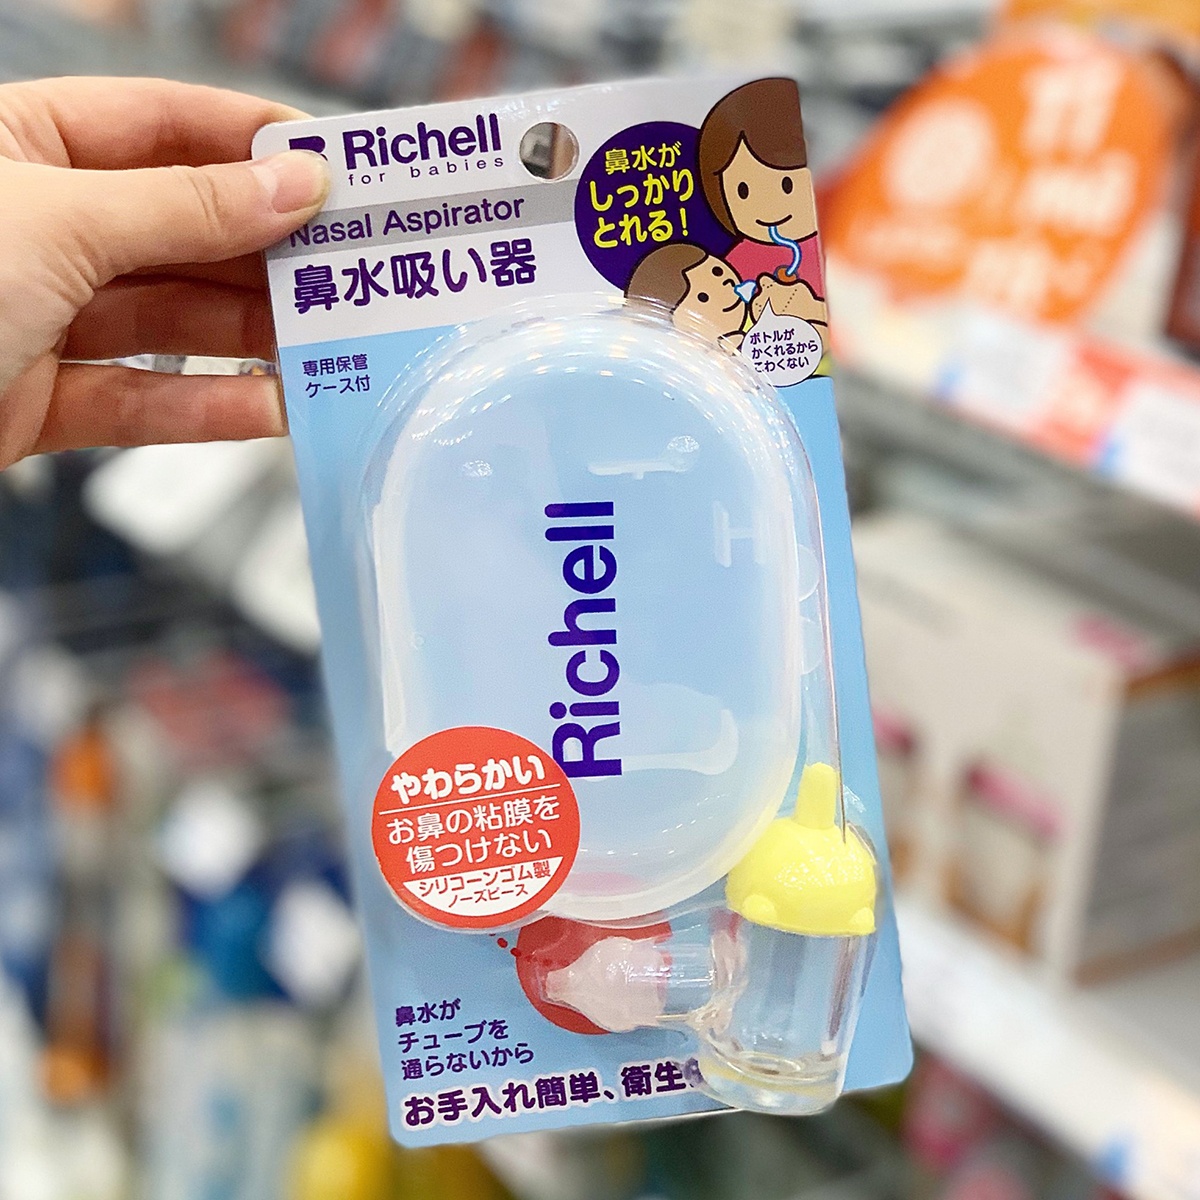 Richell
for babies
Nasal Aspirator
鼻水吸い器
鼻水が
しっかり
とれる!
ボトルが
かくれるから
こわくない
専用保管
ケース付
Richell
やわらかい
お鼻の粘膜を
傷つけない
シリコーンゴム製
ノーズピース
鼻水が
チューブを
通らないから
お手入れ簡単、衛生